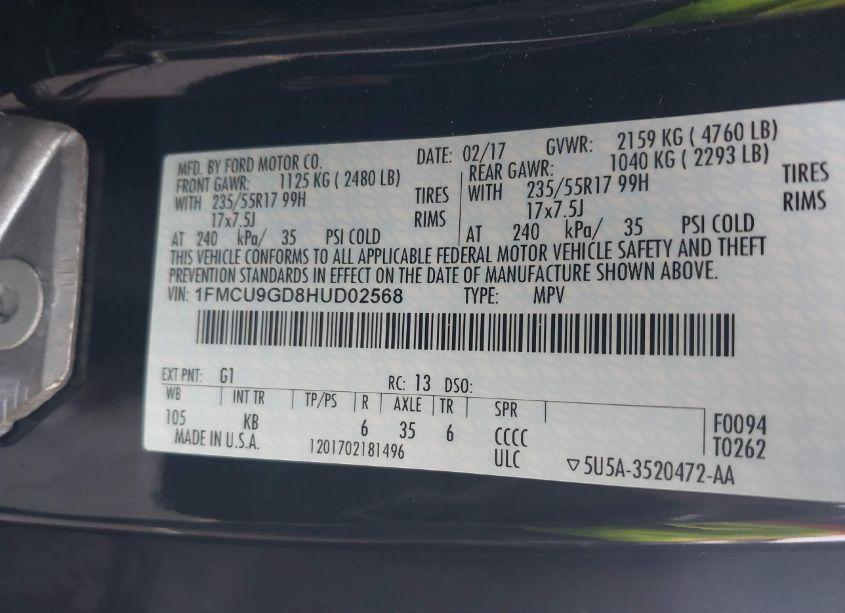 MFD. BY FORD MOTOR CO. DATE: 02/17 GVWR: 2159 KG ( 4760 LB)
FRONT GAWR: 1125 KG ( 2480 LB) REAR GAWR: 1040 KG ( 2293 LB)
WITH 235/55R17 99H TIRES WITH 235/55R17 99H TIRES
17x7.5J RIMS 17x7.5J RIMS
AT 240 kPa/ 35 PSI COLD AT 240 kPa/ 35 PSI COLD
THIS VEHICLE CONFORMS TO ALL APPLICABLE FEDERAL MOTOR VEHICLE SAFETY AND THEFT
PREVENTION STANDARDS IN EFFECT ON THE DATE OF MANUFACTURE SHOWN ABOVE.
VIN: 1FMCU9GD8HUD02568 TYPE: MPV
EXT PNT: G1 RC: 13 DSO:
WB INT TR TP/PS R AXLE TR SPR
105 KB 6 35 6 CCCC F0094
MADE IN U.S.A. 1201702181496 ULC T0262
▽5U5A-3520472-AA